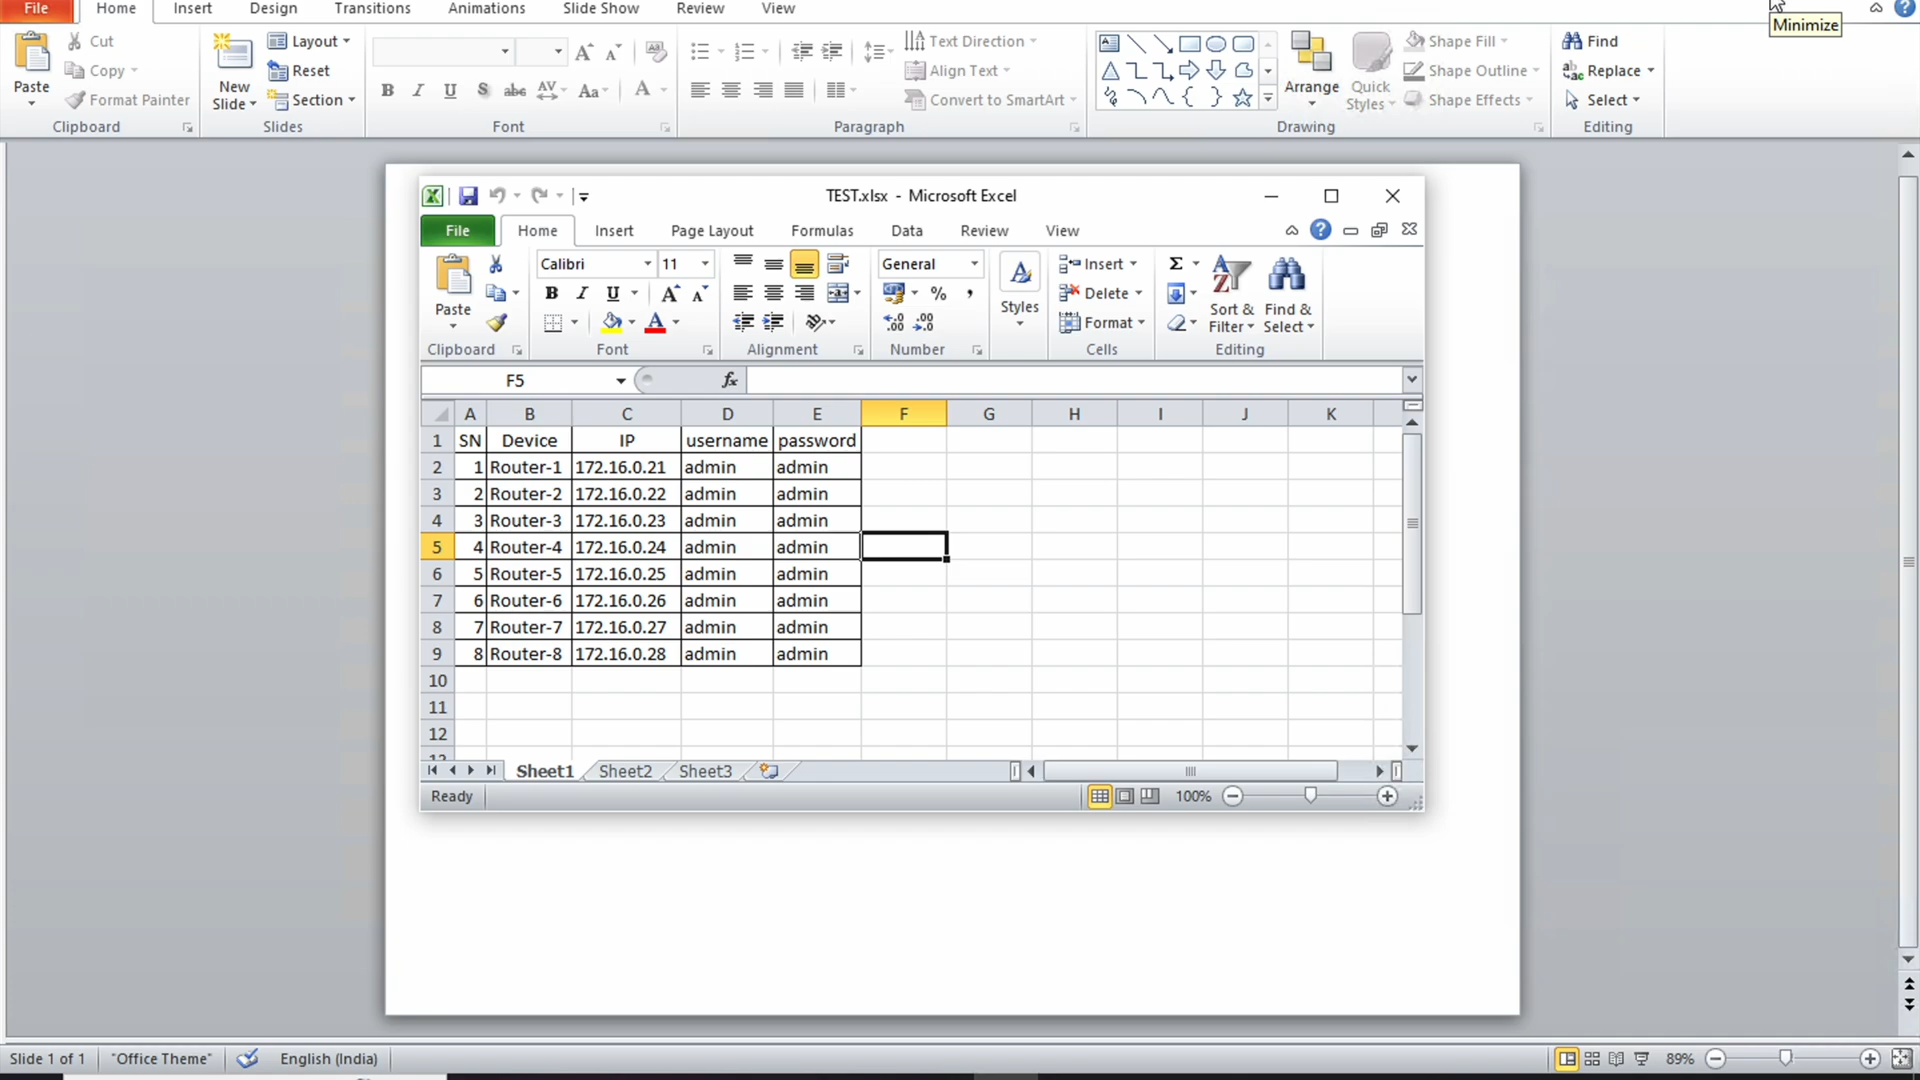 File Home Insert Design Transitions Animations Slide Show Review View
Minimize
Paste
Cut
Copy
Format Painter
Clipboard
New Slide
Layout
Reset
Section
Slides
B I U S abc AV Aa A
Font
Paragraph
Text Direction
Align Text
Convert to SmartArt
Arrange
Quick Styles
Shape Fill
Shape Outline
Shape Effects
Drawing
Find
Replace
Select
Editing
TEST.xlsx - Microsoft Excel
File Home Insert Page Layout Formulas Data Review View
Paste
Clipboard
Calibri 11
B I U A A
A
Font
Alignment
General
% ,
Number
Styles
Insert
Delete
Format
Cells
Σ
Sort & Filter
Find & Select
Editing
F5 fx
A B C D E F G H I J K
1 SN Device IP username password
2 1 Router-1 172.16.0.21 admin admin
3 2 Router-2 172.16.0.22 admin admin
4 3 Router-3 172.16.0.23 admin admin
5 4 Router-4 172.16.0.24 admin admin
6 5 Router-5 172.16.0.25 admin admin
7 6 Router-6 172.16.0.26 admin admin
8 7 Router-7 172.16.0.27 admin admin
9 8 Router-8 172.16.0.28 admin admin
10
11
12
Sheet1 Sheet2 Sheet3
Ready 100%
Slide 1 of 1 "Office Theme" English (India) 89%